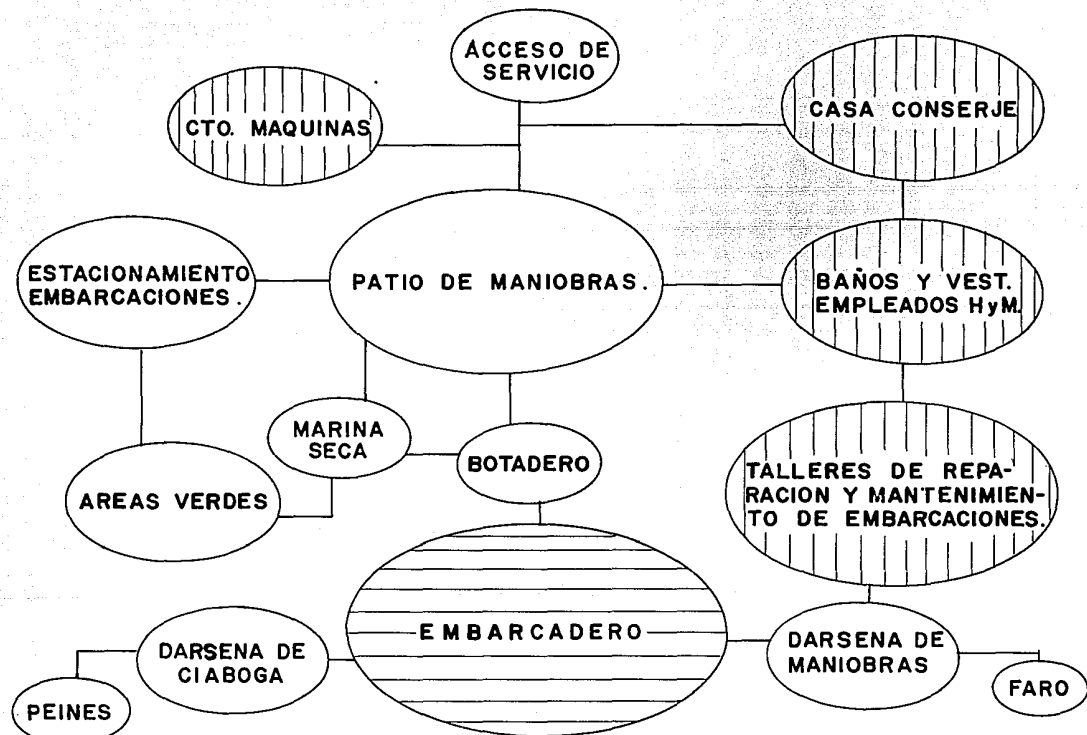 ACCESO DE
SERVICIO
CTO. MAQUINAS
CASA CONSERJE
ESTACIONAMIENTO
EMBARCACIONES.
PATIO DE MANIOBRAS.
BAÑOS Y VEST.
EMPLEADOS HyM.
MARINA
SECA
BOTADERO
AREAS VERDES
TALLERES DE REPA-
RACION Y MANTENIMIEN-
TO DE EMBARCACIONES.
EMBARCADERO
DARSENA DE
CIABOGA
DARSENA DE
MANIOBRAS
PEINES
FARO